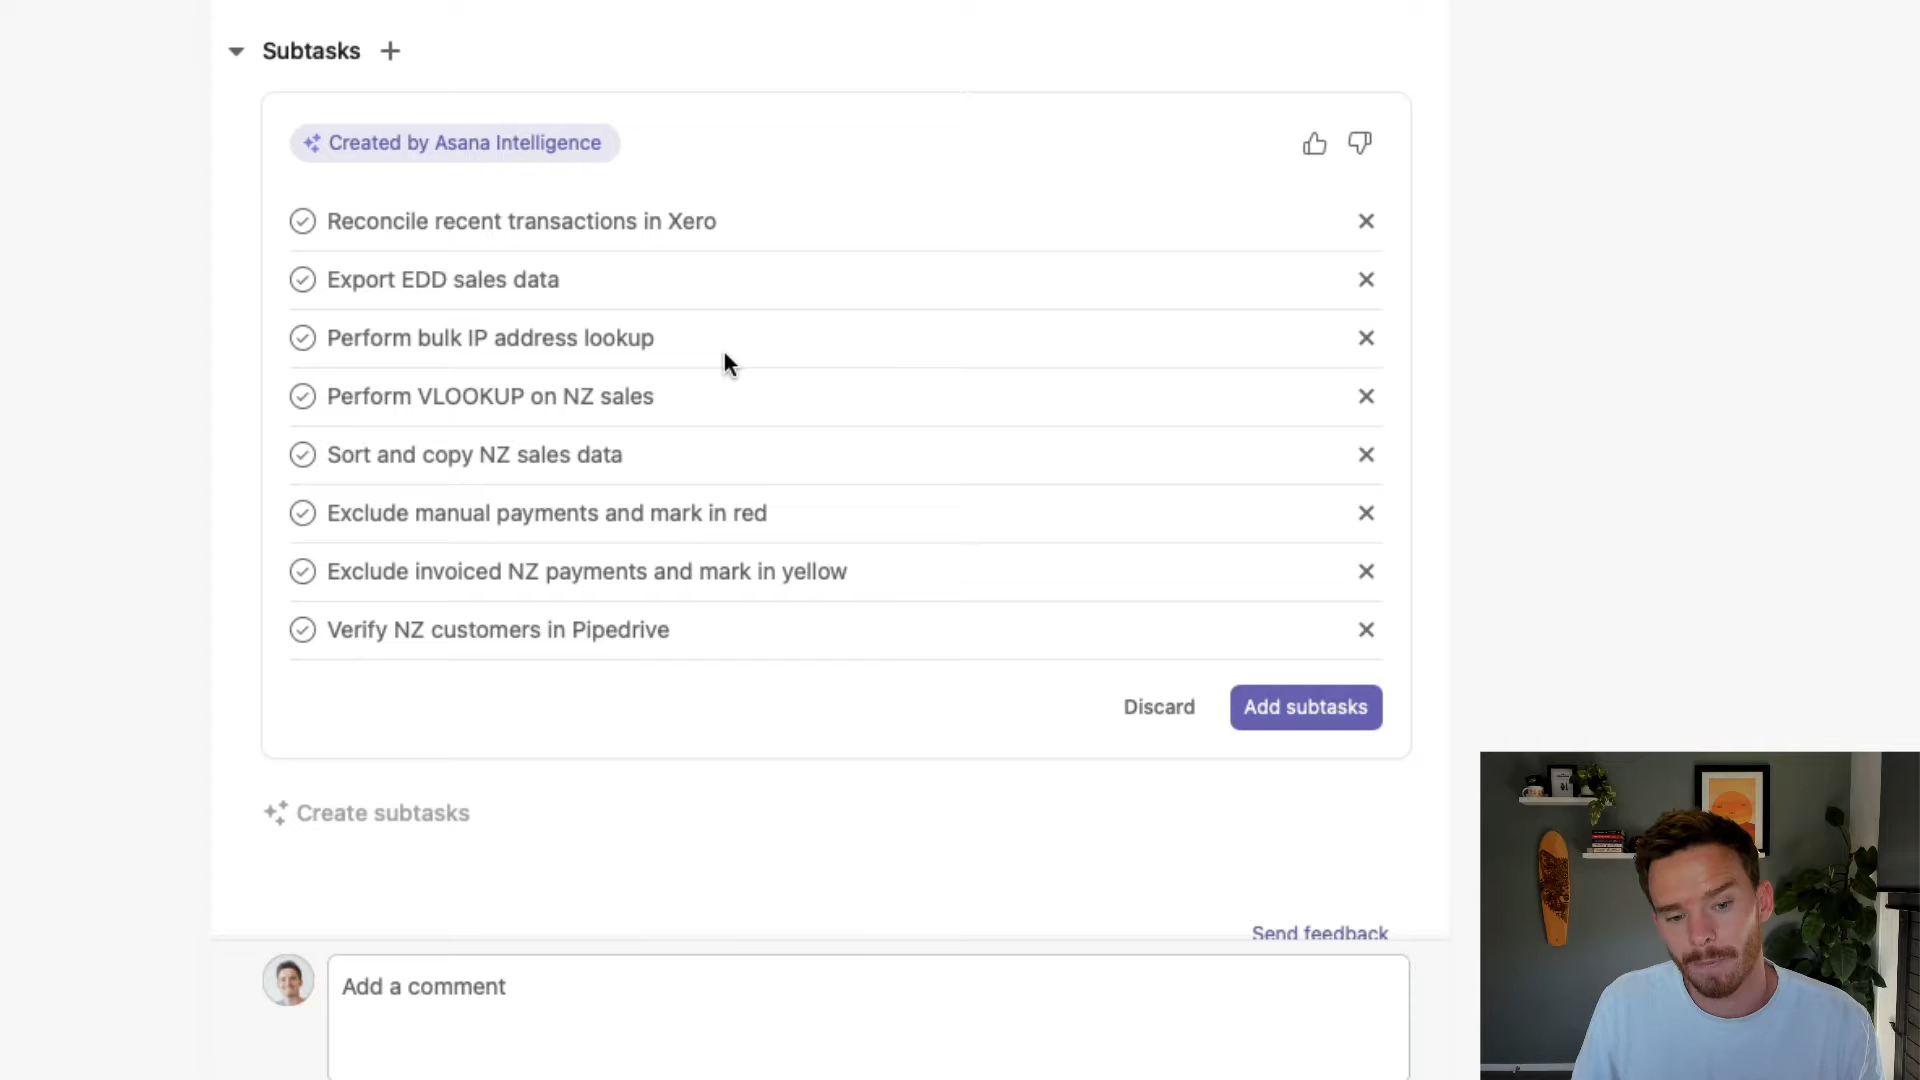 Subtasks
Created by Asana Intelligence
Reconcile recent transactions in Xero
Export EDD sales data
Perform bulk IP address lookup
Perform VLOOKUP on NZ sales
Sort and copy NZ sales data
Exclude manual payments and mark in red
Exclude invoiced NZ payments and mark in yellow
Verify NZ customers in Pipedrive
Discard
Add subtasks
Create subtasks
Send feedback
Add a comment